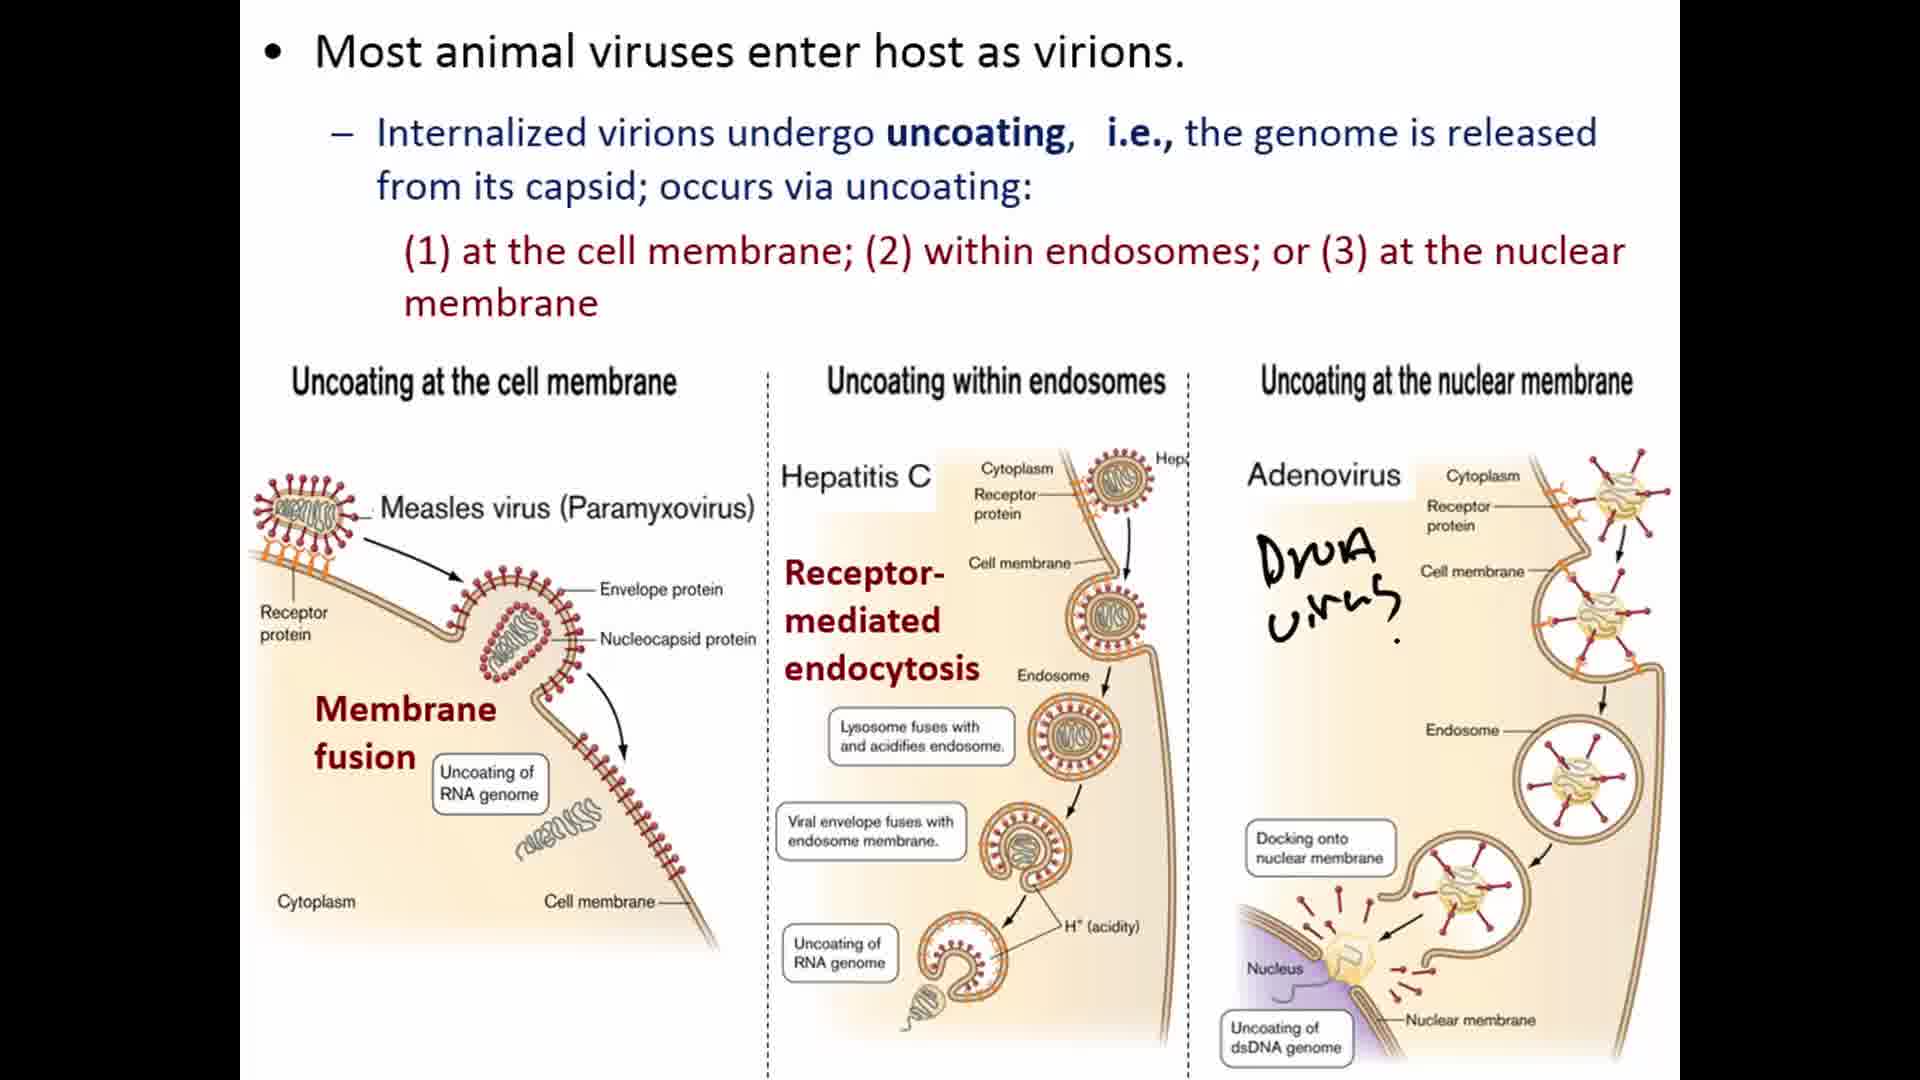 • Most animal viruses enter host as virions.
– Internalized virions undergo uncoating, i.e., the genome is released
from its capsid; occurs via uncoating:
(1) at the cell membrane; (2) within endosomes; or (3) at the nuclear
membrane
Uncoating at the cell membrane
Measles virus (Paramyxovirus)
Receptor
protein
Envelope protein
Nucleocapsid protein
Membrane
fusion
Uncoating of
RNA genome
Cytoplasm
Cell membrane
Uncoating within endosomes
Hepatitis C
Cytoplasm
Hepa
Receptor
protein
Cell membrane
Receptor-
mediated
endocytosis
Endosome
Lysosome fuses with
and acidifies endosome.
Viral envelope fuses with
endosome membrane.
H⁺ (acidity)
Uncoating of
RNA genome
Uncoating at the nuclear membrane
Adenovirus
Cytoplasm
Receptor
protein
DNA
virus.
Cell membrane
Endosome
Docking onto
nuclear membrane
Nucleus
Nuclear membrane
Uncoating of
dsDNA genome